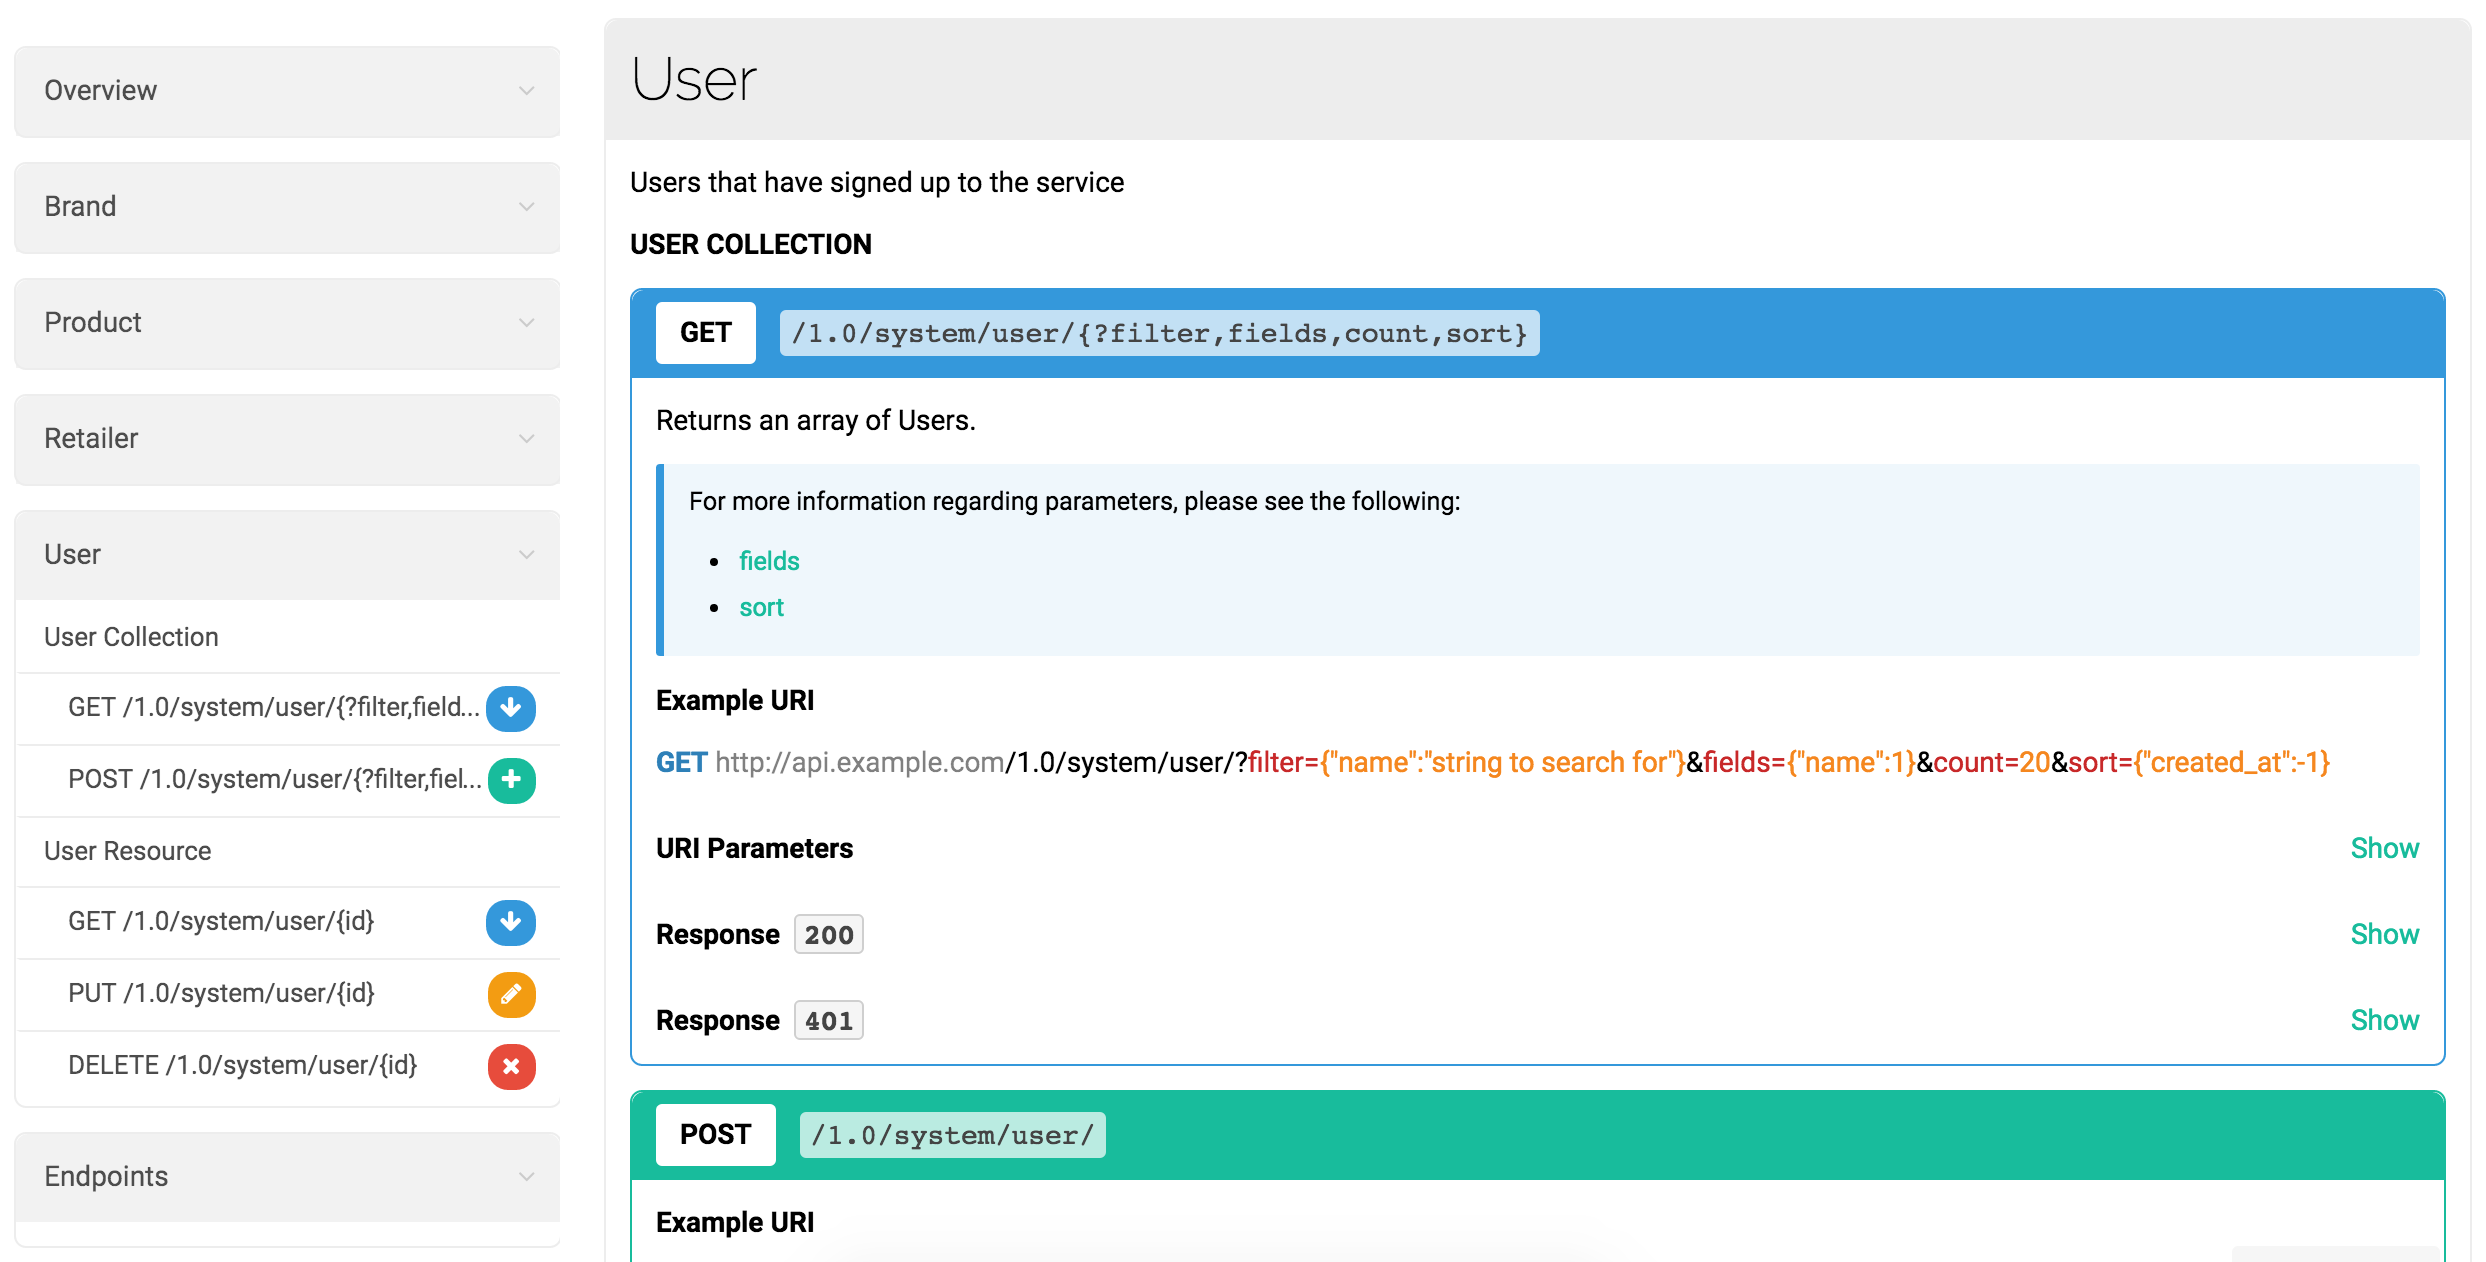 Overview
Brand
Product
Retailer
User
User Collection
GET /1.0/system/user/{?filter,field...
POST /1.0/system/user/{?filter,fiel...
User Resource
GET /1.0/system/user/{id}
PUT /1.0/system/user/{id}
DELETE /1.0/system/user/{id}
Endpoints
User
Users that have signed up to the service
USER COLLECTION
GET /1.0/system/user/{?filter,fields,count,sort}
Returns an array of Users.
For more information regarding parameters, please see the following:
• fields
• sort
Example URI
GET http://api.example.com/1.0/system/user/?filter={"name":"string to search for"}&fields={"name":1}&count=20&sort={"created_at":-1}
URI Parameters Show
Response 200 Show
Response 401 Show
POST /1.0/system/user/
Example URI